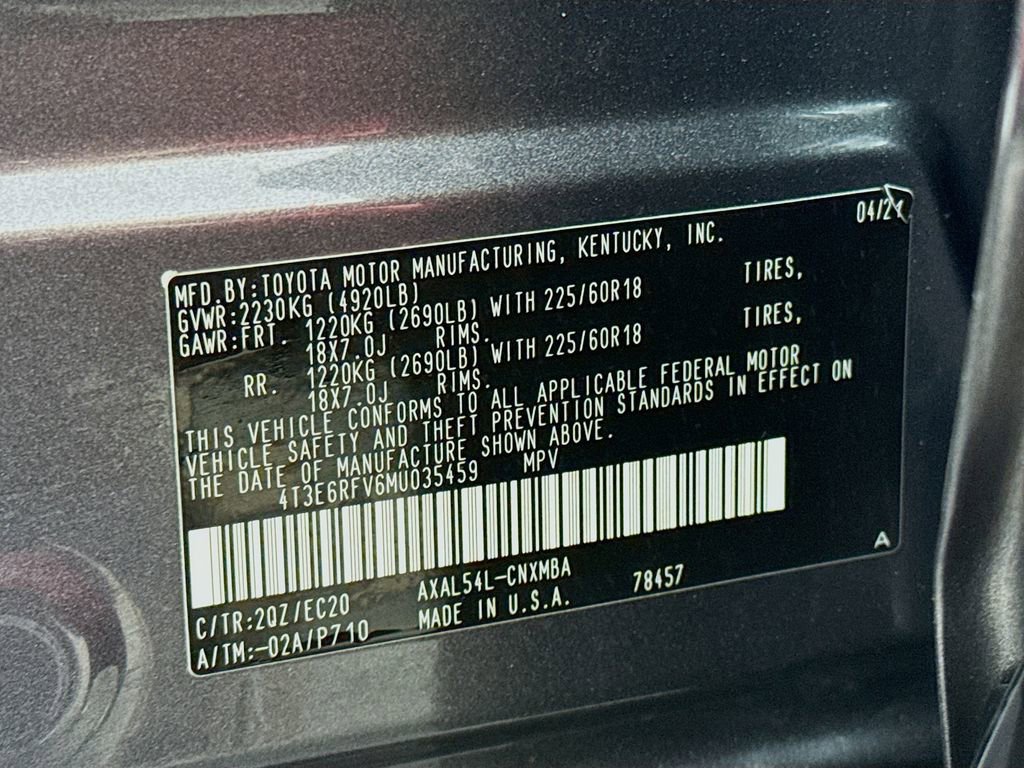 04/21
MFD.BY:TOYOTA MOTOR MANUFACTURING, KENTUCKY, INC.
GVWR:2230KG (4920LB)
GAWR:FRT. 1220KG (2690LB) WITH 225/60R18 TIRES,
18X7.0J RIMS.
RR. 1220KG (2690LB) WITH 225/60R18 TIRES,
18X7.0J RIMS.
THIS VEHICLE CONFORMS TO ALL APPLICABLE FEDERAL MOTOR
VEHICLE SAFETY AND THEFT PREVENTION STANDARDS IN EFFECT ON
THE DATE OF MANUFACTURE SHOWN ABOVE.
4T3E6RFV6MU035459 MPV
C/TR:2QZ/EC20 AXAL54L-CNXMBA 78457 A
A/TM:-02A/P710 MADE IN U.S.A.